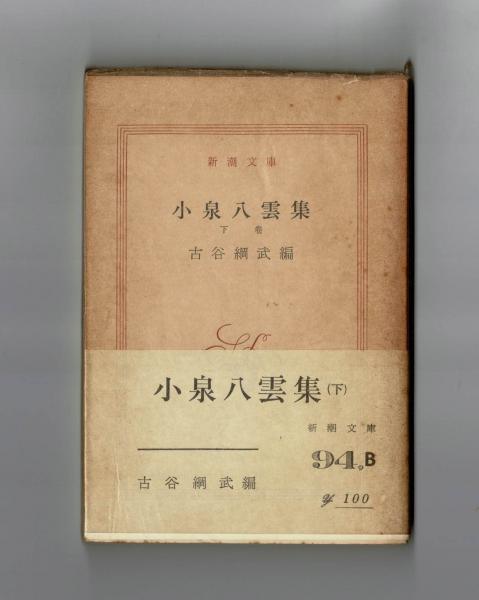 新潮文庫
小泉八雲集
下巻
古谷綱武編
小泉八雲集(下)
新潮文庫
94B
古谷綱武編
¥ 100